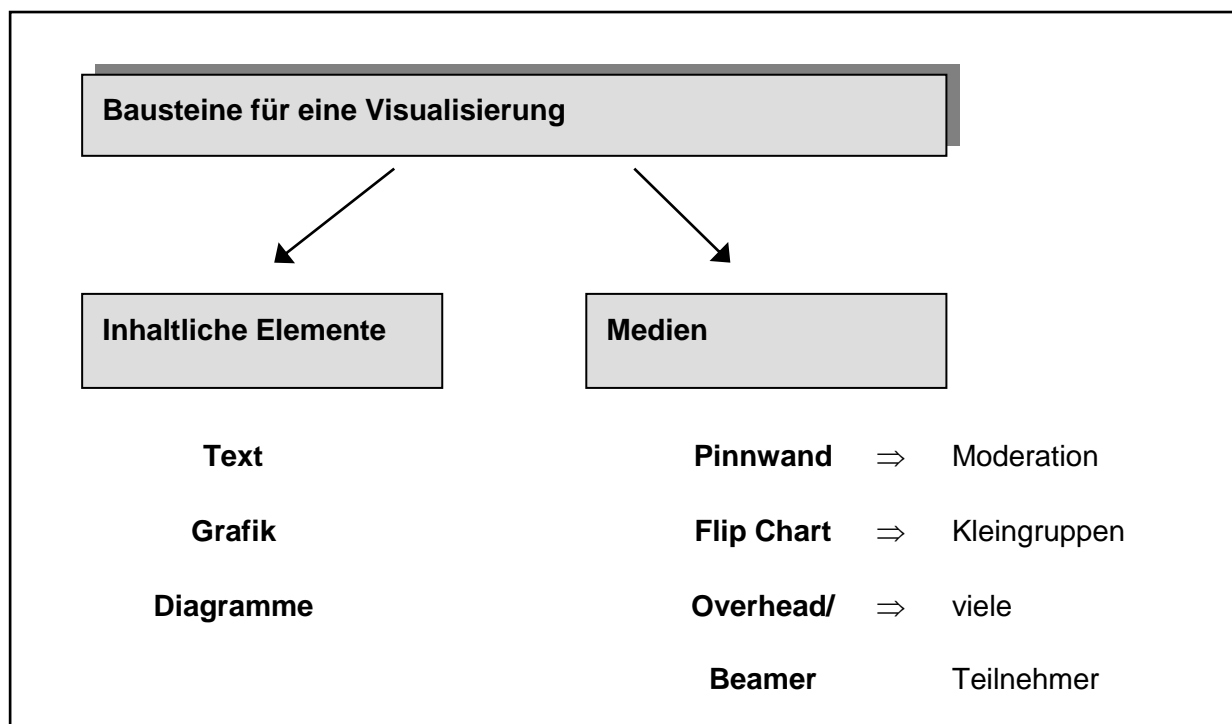 Bausteine für eine Visualisierung
Inhaltliche Elemente
Medien
Text
Grafik
Diagramme
Pinnwand ⇒ Moderation
Flip Chart ⇒ Kleingruppen
Overhead/ ⇒ viele
Beamer Teilnehmer